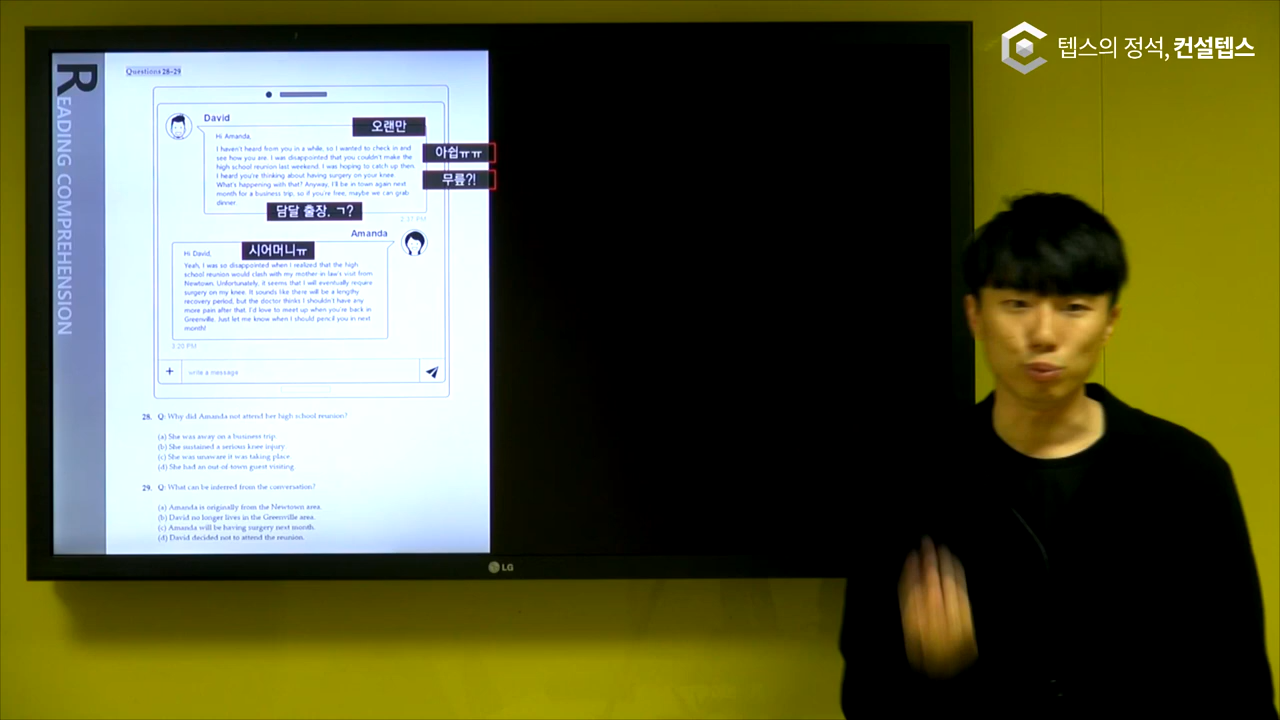 텝스의 정석, 컨설텝스
READING COMPREHENSION
Questions 28-29
David
오랜만
Hi Amanda,
I haven't heard from you in a while, so I wanted to check in and
아쉽ㅠㅠ
see how you are. I was disappointed that you couldn't make the
high school reunion last weekend. I was hoping to catch up then.
I heard you're thinking about having surgery on your knee.
무릎?!
What's happening with that? Anyway, I'll be in town again next
month for a business trip, so if you're free, maybe we can grab
dinner.
담달 출장. ㄱ?
2:37 PM
Amanda
시어머니ㅠ
Hi David,
Yeah, I was so disappointed when I realized that the high
school reunion would clash with my mother-in-law's visit from
Newtown. Unfortunately, it seems that I will eventually require
surgery on my knee. It sounds like there will be a lengthy
recovery period, but the doctor thinks I shouldn't have any
more pain after that. I'd love to meet up when you're back in
Greenville. Just let me know when I should pencil you in next
month!
3:20 PM
+
write a message
28. Q: Why did Amanda not attend her high school reunion?
(a) She was away on a business trip
(b) She sustained a serious knee injury
(c) She was unaware it was taking place
(d) She had an out-of-town guest visiting
29. Q: What can be inferred from the conversation?
(a) Amanda is originally from the Newtown area.
(b) David no longer lives in the Greenville area.
(c) Amanda will be having surgery next month.
(d) David decided not to attend the reunion.
LG